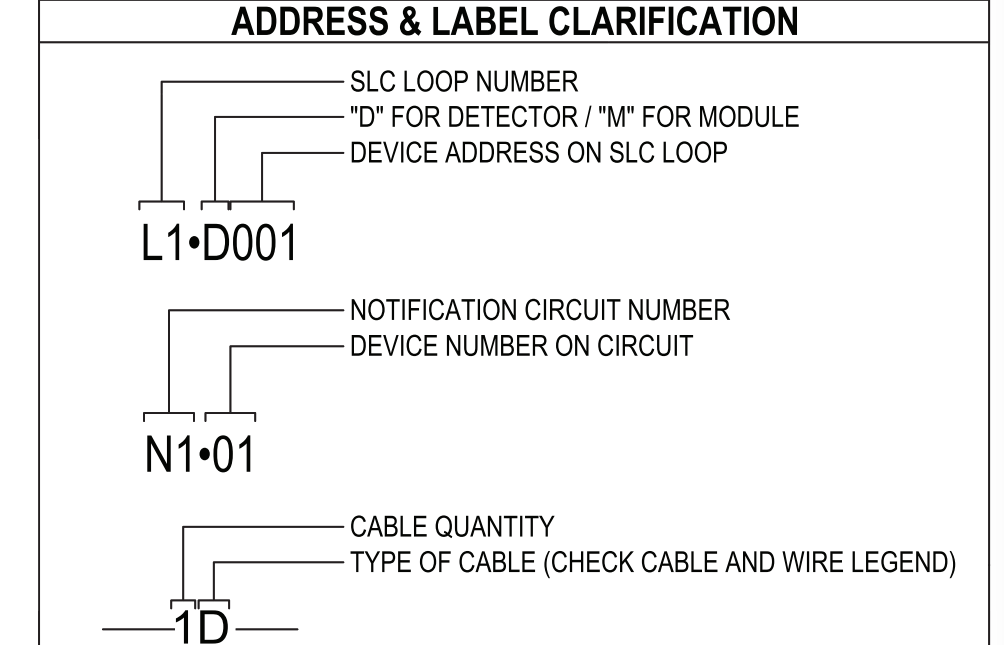 ADDRESS & LABEL CLARIFICATION
SLC LOOP NUMBER
"D" FOR DETECTOR / "M" FOR MODULE
DEVICE ADDRESS ON SLC LOOP
L1•D001
NOTIFICATION CIRCUIT NUMBER
DEVICE NUMBER ON CIRCUIT
N1•01
CABLE QUANTITY
TYPE OF CABLE (CHECK CABLE AND WIRE LEGEND)
1D